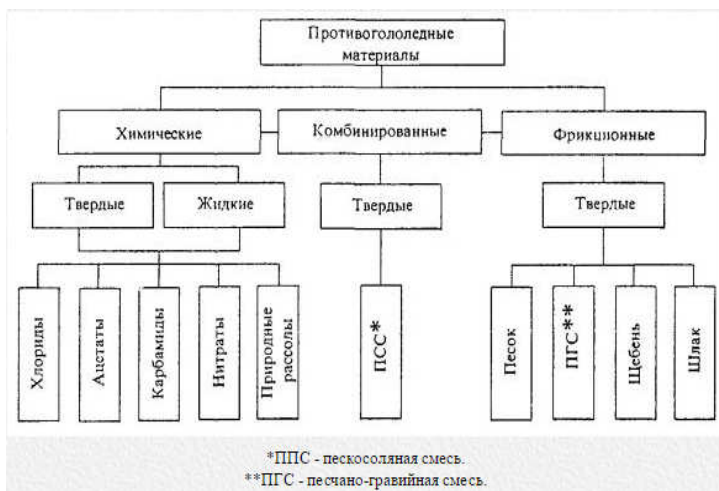 Противогололедные
материалы
Химические
Комбинированные
Фрикционные
Твердые
Жидкие
Твердые
Твердые
Хлориды
Ацетаты
Карбамиды
Нитраты
Природные
рассолы
ПСС*
Песок
ПГС**
Щебень
Шлак
*ППС - пескосоляная смесь.
**ПГС - песчано-гравийная смесь.